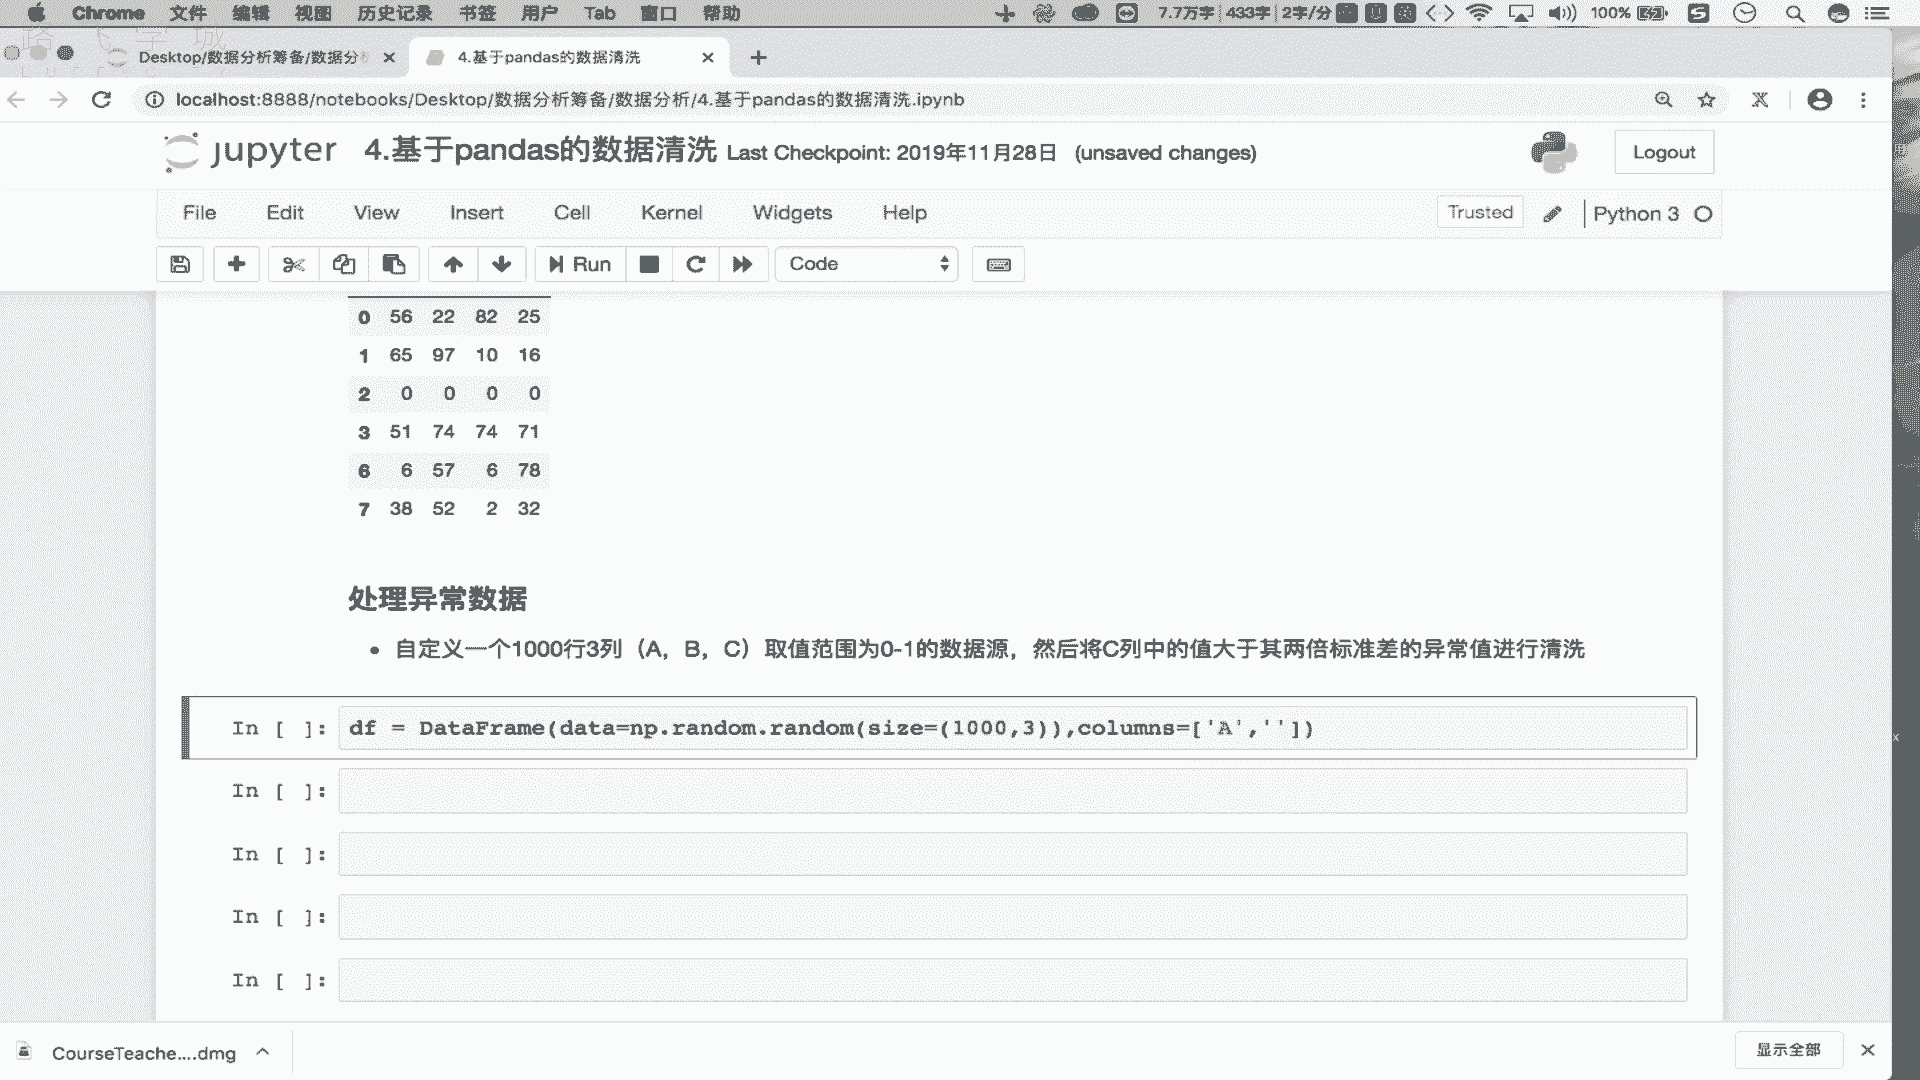 Chrome 文件 编辑 视图 历史记录 书签 用户 Tab 窗口 帮助 7.7万字 433字 2字/分 100%
Desktop/数据分析筹备/数据分析 4.基于pandas的数据清洗
localhost:8888/notebooks/Desktop/数据分析筹备/数据分析/4.基于pandas的数据清洗.ipynb
jupyter 4.基于pandas的数据清洗 Last Checkpoint: 2019年11月28日 (unsaved changes) Logout
File Edit View Insert Cell Kernel Widgets Help Trusted Python 3
Run Code
0 56 22 82 25
1 65 97 10 16
2 0 0 0 0
3 51 74 74 71
6 6 57 6 78
7 38 52 2 32
处理异常数据
• 自定义一个1000行3列（A，B，C）取值范围为0-1的数据源，然后将C列中的值大于其两倍标准差的异常值进行清洗
In [ ]: df = DataFrame(data=np.random.random(size=(1000,3)),columns=['A',''])
In [ ]:
In [ ]:
In [ ]:
In [ ]:
CourseTeache....dmg 显示全部